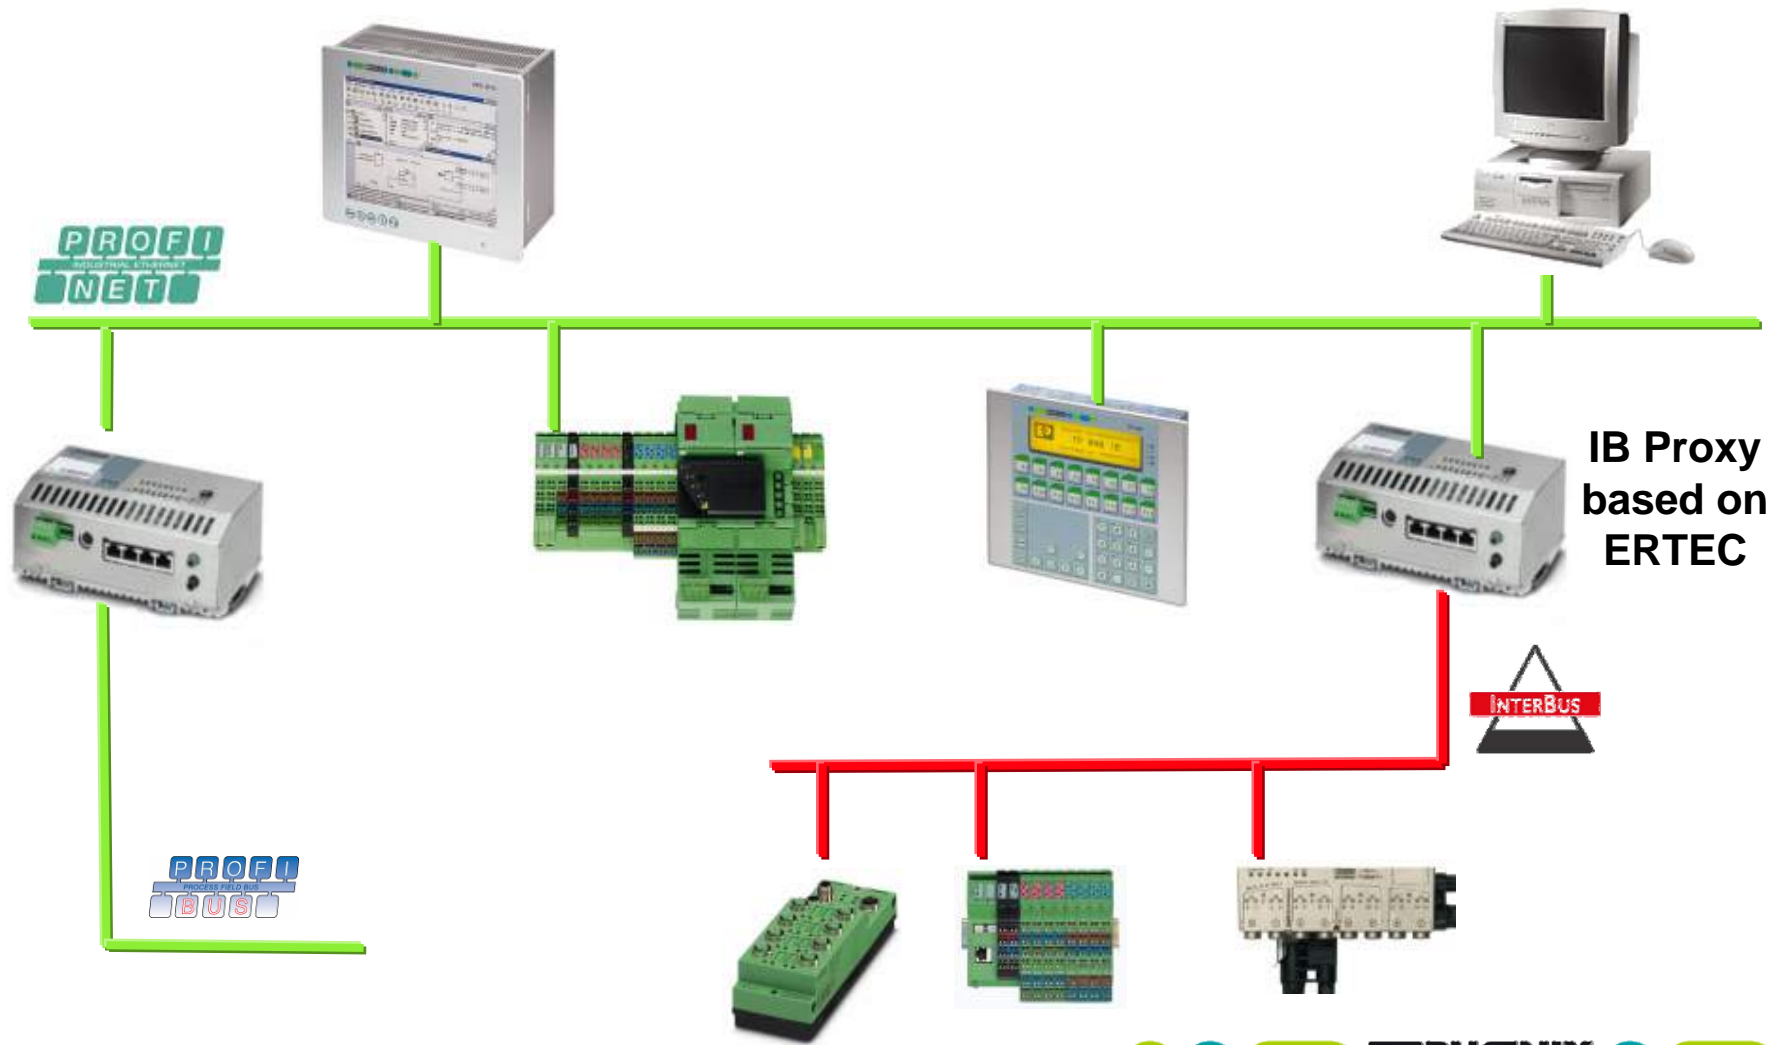 PROFI
INDUSTRIAL ETHERNET
NET
IB Proxy
based on
ERTEC
INTERBUS
PROFI
PROCESS FIELD BUS
BUS